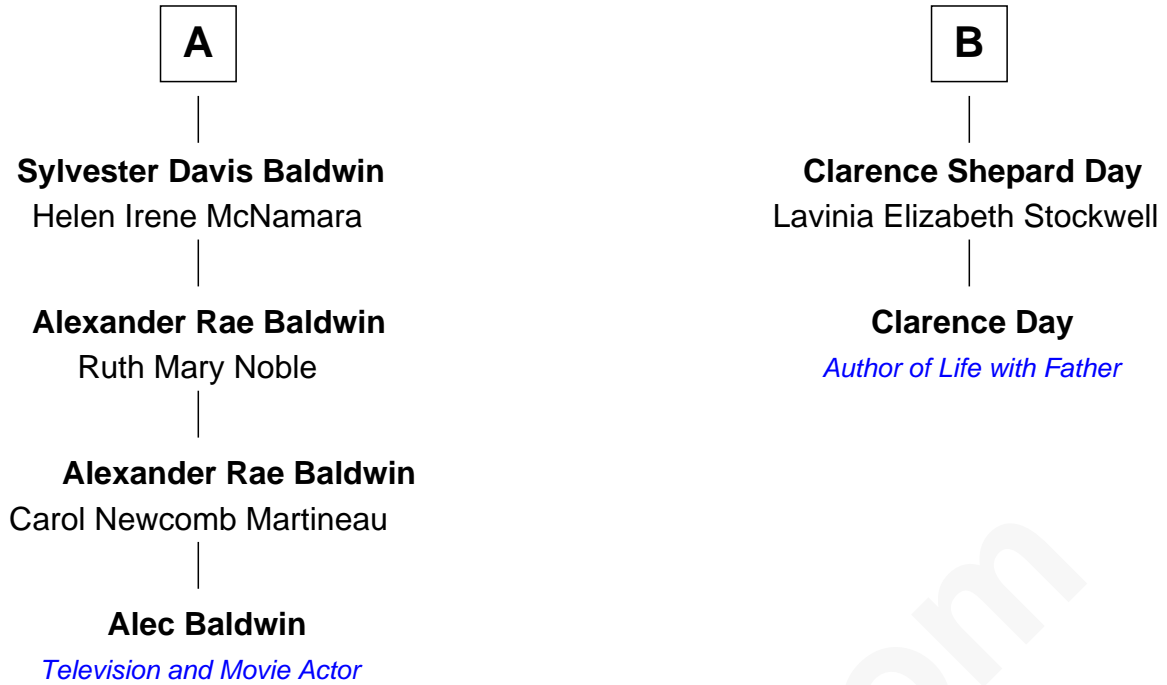 A
Sylvester Davis Baldwin
Helen Irene McNamara
Alexander Rae Baldwin
Ruth Mary Noble
Alexander Rae Baldwin
Carol Newcomb Martineau
Alec Baldwin
Television and Movie Actor
B
Clarence Shepard Day
Lavinia Elizabeth Stockwell
Clarence Day
Author of Life with Father
om